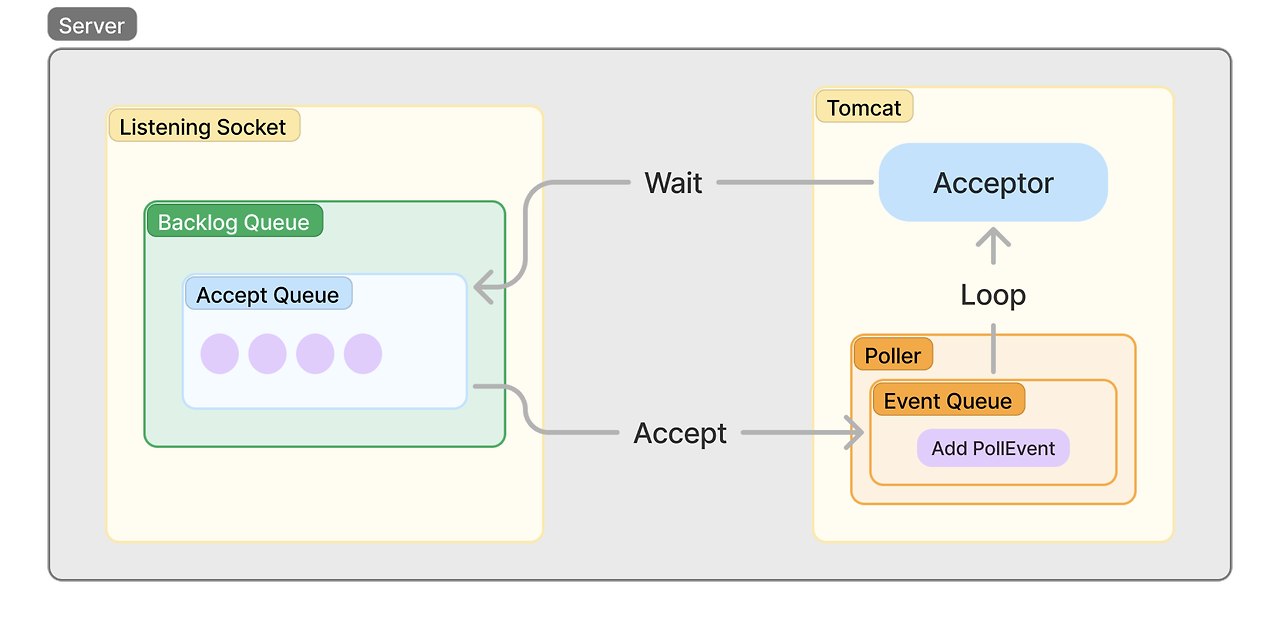 Server
Listening Socket
Backlog Queue
Accept Queue
Wait
Accept
Tomcat
Acceptor
Loop
Poller
Event Queue
Add PollEvent